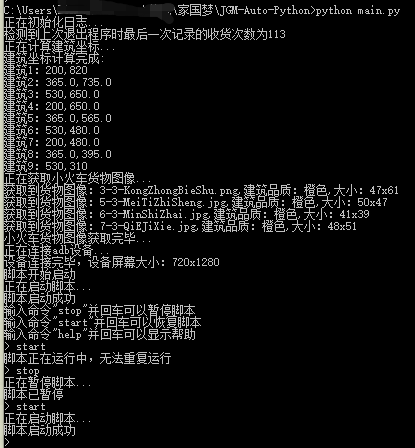 C:\Users\ \家国梦\JGM-Auto-Python>python main.py
正在初始化日志...
检测到上次退出程序时最后一次记录的收货次数为113
正在计算建筑坐标...
建筑坐标计算完成:
建筑1: 200,820
建筑2: 365.0,735.0
建筑3: 530,650.0
建筑4: 200,650.0
建筑5: 365.0,565.0
建筑6: 530,480.0
建筑7: 200,480.0
建筑8: 365.0,395.0
建筑9: 530,310
正在获取小火车货物图像...
获取到货物图像: 3-3-KongZhongBieShu.png,建筑品质: 橙色,大小: 47x61
获取到货物图像: 5-3-MeiTiZhiSheng.jpg,建筑品质: 橙色,大小: 50x47
获取到货物图像: 6-3-MinShiZhai.jpg,建筑品质: 橙色,大小: 41x39
获取到货物图像: 7-3-QiEJiXie.jpg,建筑品质: 橙色,大小: 48x51
小火车货物图像获取完毕...
正在连接adb设备...
设备连接完毕，设备屏幕大小: 720x1280
脚本开始启动
正在启动脚本...
脚本启动成功
输入命令"stop"并回车可以暂停脚本
输入命令"start"并回车可以恢复脚本
输入命令"help"并回车可以显示帮助
> start
脚本正在运行中，无法重复运行
> stop
正在暂停脚本...
脚本已暂停
> start
正在启动脚本...
脚本启动成功
>